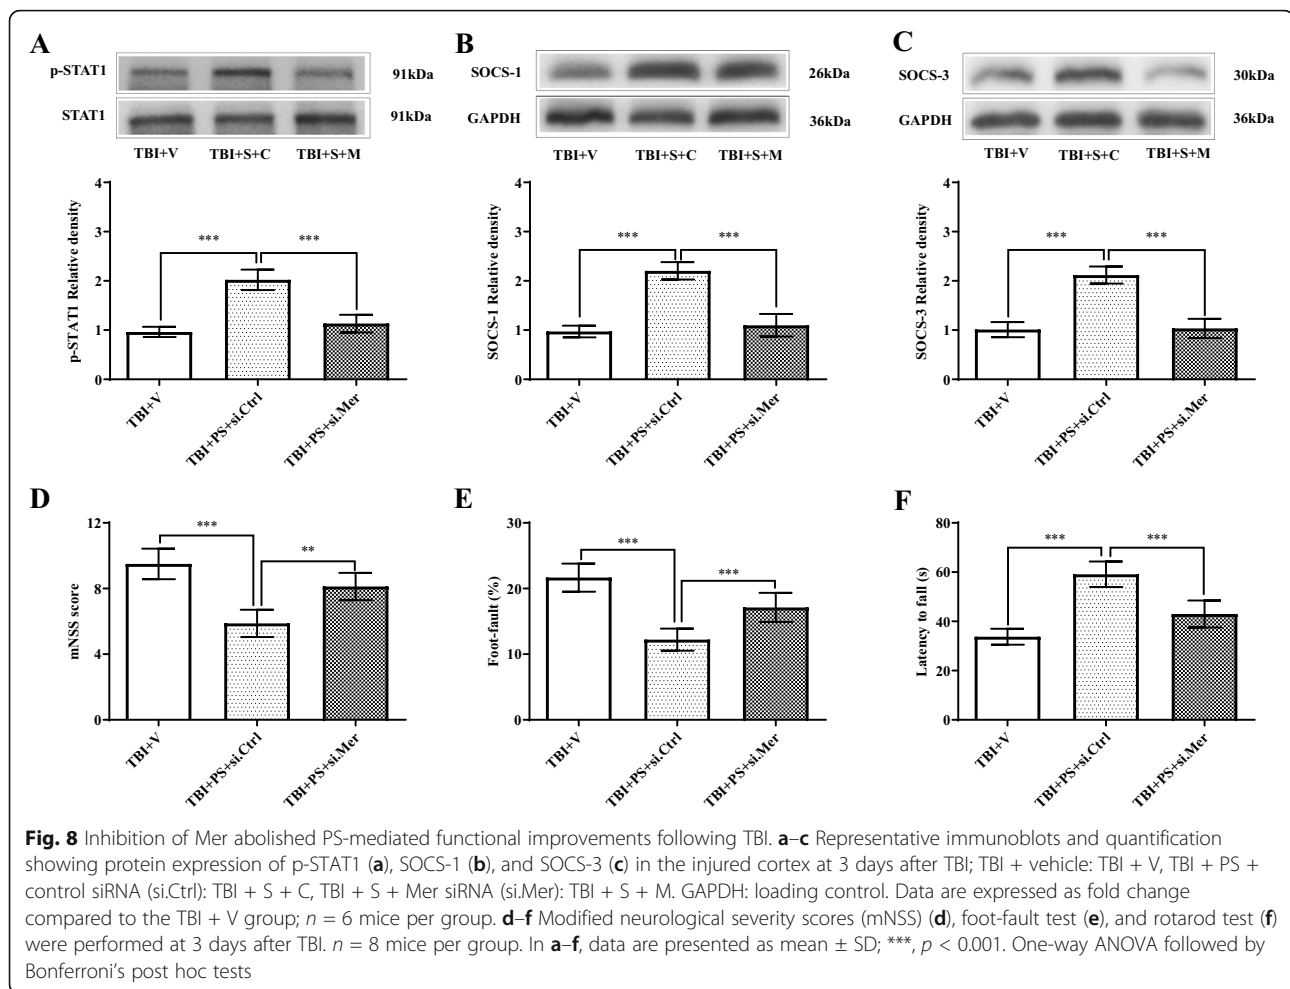 A
p-STAT1
91kDa
STAT1
91kDa
TBI+V TBI+S+C TBI+S+M
p-STAT1 Relative density
4
3
2
1
0
***
***
TBI+V
TBI+PS+si.Ctrl
TBI+PS+si.Mer
B
SOCS-1
26kDa
GAPDH
36kDa
TBI+V TBI+S+C TBI+S+M
SOCS-1 Relative density
4
3
2
1
0
***
***
TBI+V
TBI+PS+si.Ctrl
TBI+PS+si.Mer
C
SOCS-3
30kDa
GAPDH
36kDa
TBI+V TBI+S+C TBI+S+M
SOCS-3 Relative density
4
3
2
1
0
***
***
TBI+V
TBI+PS+si.Ctrl
TBI+PS+si.Mer
D
mNSS score
12
8
4
0
***
**
TBI+V
TBI+PS+si.Ctrl
TBI+PS+si.Mer
E
Foot-fault (%)
30
20
10
0
***
***
TBI+V
TBI+PS+si.Ctrl
TBI+PS+si.Mer
F
Latency to fall (s)
80
60
40
20
0
***
***
TBI+V
TBI+PS+si.Ctrl
TBI+PS+si.Mer
Fig. 8 Inhibition of Mer abolished PS-mediated functional improvements following TBI. a–c Representative immunoblots and quantification
showing protein expression of p-STAT1 (a), SOCS-1 (b), and SOCS-3 (c) in the injured cortex at 3 days after TBI; TBI + vehicle: TBI + V, TBI + PS +
control siRNA (si.Ctrl): TBI + S + C, TBI + S + Mer siRNA (si.Mer): TBI + S + M. GAPDH: loading control. Data are expressed as fold change
compared to the TBI + V group; n = 6 mice per group. d–f Modified neurological severity scores (mNSS) (d), foot-fault test (e), and rotarod test (f)
were performed at 3 days after TBI. n = 8 mice per group. In a–f, data are presented as mean ± SD; ***, p < 0.001. One-way ANOVA followed by
Bonferroni's post hoc tests